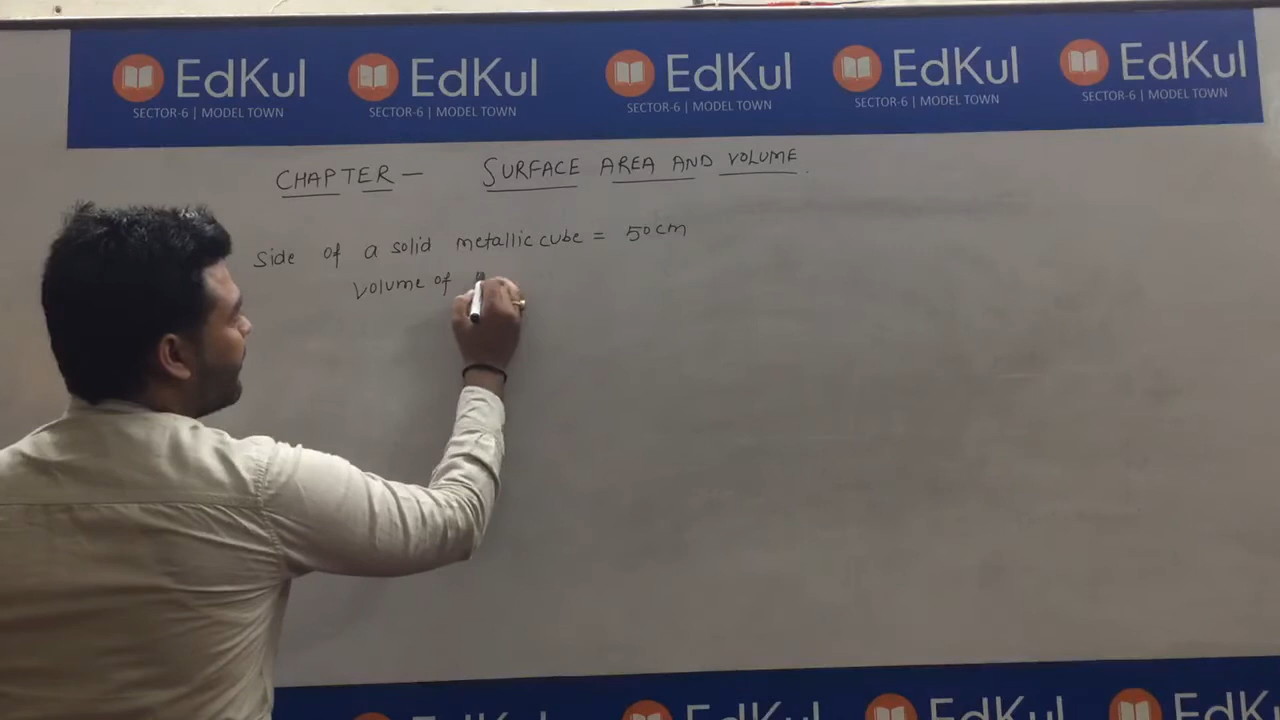 EdKul EdKul EdKul EdKul EdKul
SECTOR-6 | MODEL TOWN SECTOR-6 | MODEL TOWN SECTOR-6 | MODEL TOWN SECTOR-6 | MODEL TOWN SECTOR-6 | MODEL TOWN
CHAPTER — SURFACE AREA AND VOLUME.
Side of a solid metallic cube = 50cm
Volume of
EdKul EdKul